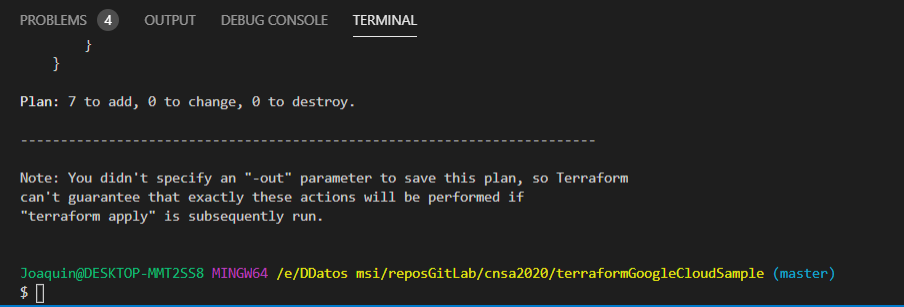 PROBLEMS 4 OUTPUT DEBUG CONSOLE TERMINAL
}
}
Plan: 7 to add, 0 to change, 0 to destroy.
------------------------------------------------------------------------
Note: You didn't specify an "-out" parameter to save this plan, so Terraform
can't guarantee that exactly these actions will be performed if
"terraform apply" is subsequently run.
Joaquin@DESKTOP-MMT2SS8 MINGW64 /e/DDatos msi/reposGitLab/cnsa2020/terraformGoogleCloudSample (master)
$